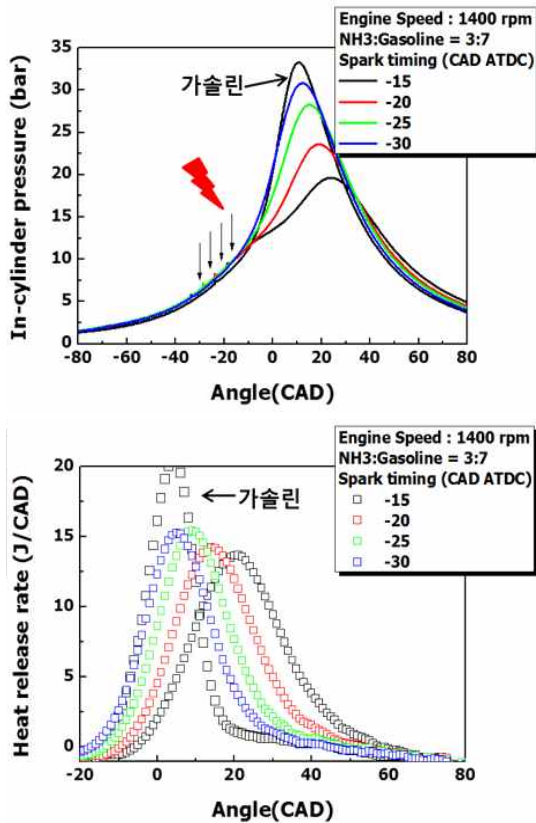 Engine Speed : 1400 rpm
NH3:Gasoline = 3:7
Spark timing (CAD ATDC)
-15
-20
-25
-30
가솔린
In-cylinder pressure (bar)
35
30
25
20
15
10
5
0
-80 -60 -40 -20 0 20 40 60 80
Angle(CAD)
Engine Speed : 1400 rpm
NH3:Gasoline = 3:7
Spark timing (CAD ATDC)
-15
-20
-25
-30
가솔린
Heat release rate (J/CAD)
20
15
10
5
0
-20 0 20 40 60 80
Angle(CAD)